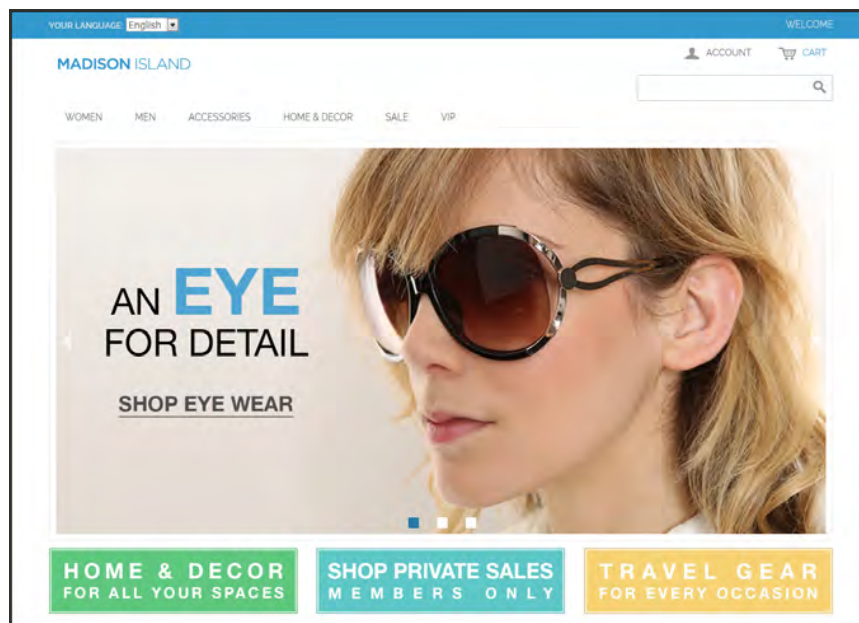 YOUR LANGUAGE: English WELCOME
MADISON ISLAND
ACCOUNT CART
WOMEN MEN ACCESSORIES HOME & DECOR SALE VIP
AN EYE
FOR DETAIL
SHOP EYE WEAR
HOME & DECOR
FOR ALL YOUR SPACES
SHOP PRIVATE SALES
MEMBERS ONLY
TRAVEL GEAR
FOR EVERY OCCASION